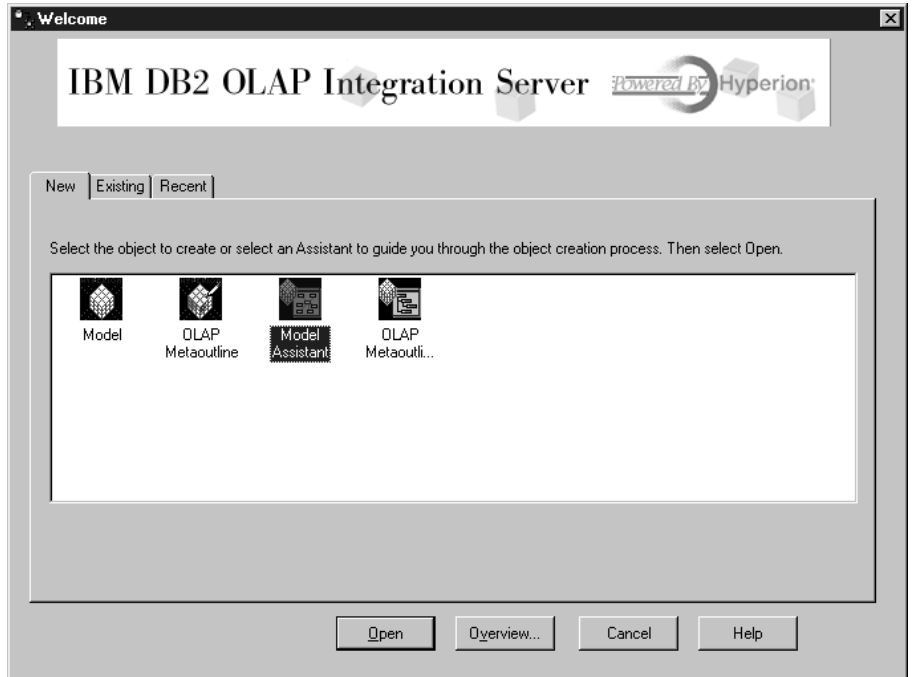 Welcome
IBM DB2 OLAP Integration Server Powered By Hyperion
New Existing Recent
Select the object to create or select an Assistant to guide you through the object creation process. Then select Open.
Model OLAP Metaoutline Model Assistant OLAP Metaoutli...
Open Overview... Cancel Help